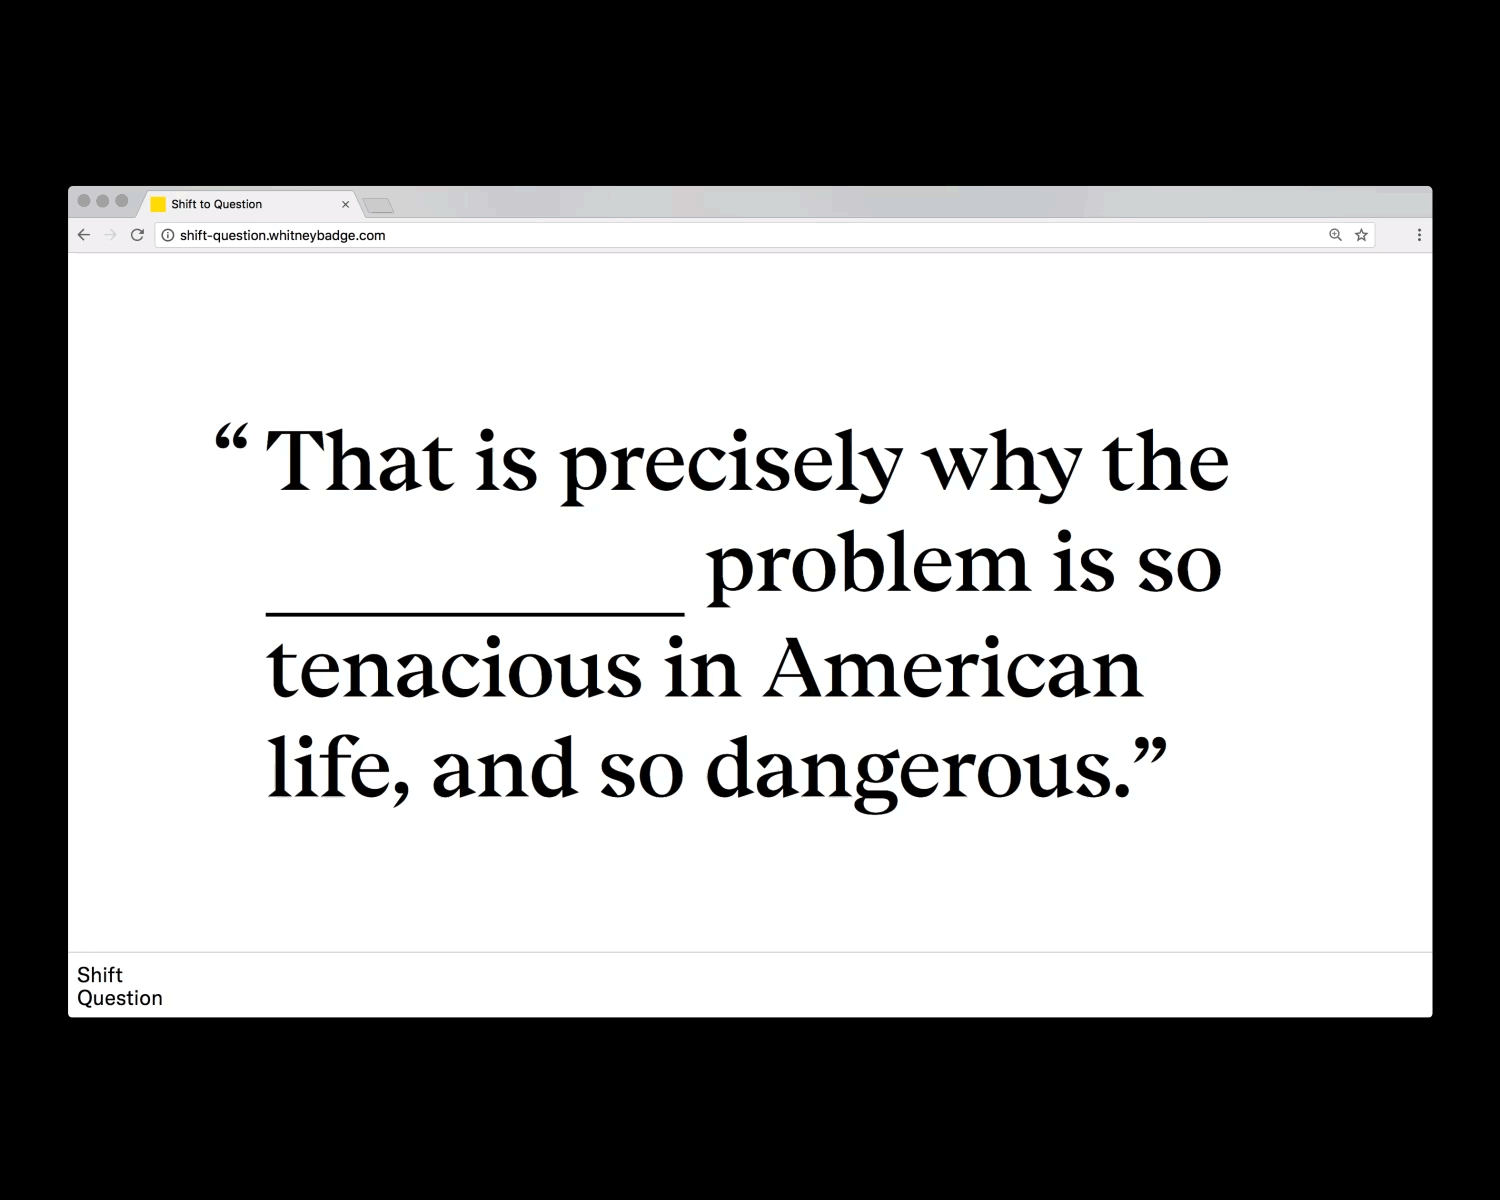 Shift to Question
shift-question.whitneybadge.com
“That is precisely why the
____________ problem is so
tenacious in American
life, and so dangerous.”
Shift
Question